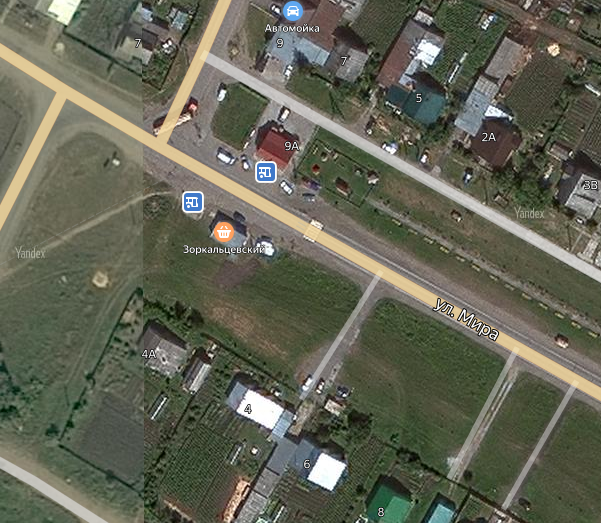 Автомойка
9
7
7
5
2А
9А
3В
Yandex
Yandex
Зоркальцевский
ул. Мира
4А
4
6
8